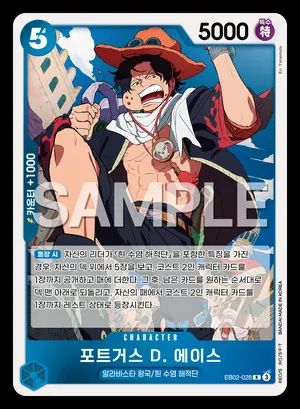 5
5000
특수
特
Eri Yamamoto
카운터 +1000
SAMPLE
등장 시 자신의 리더가 「흰 수염 해적단」을 포함한 특징을 가진
경우, 자신의 덱 위에서 5장을 보고, 코스트 2인 캐릭터 카드를
1장까지 공개하고 패에 더한다. 그 후, 남은 카드를 원하는 순서대로
덱 맨 아래로 되돌리고, 자신의 패에서 코스트 2인 캐릭터 카드를
1장까지 레스트 상태로 등장시킨다.
CHARACTER
포트거스 D. 에이스
알라바스타 왕국/흰 수염 해적단
EB02-028 R
BANDAI MADE IN KOREA